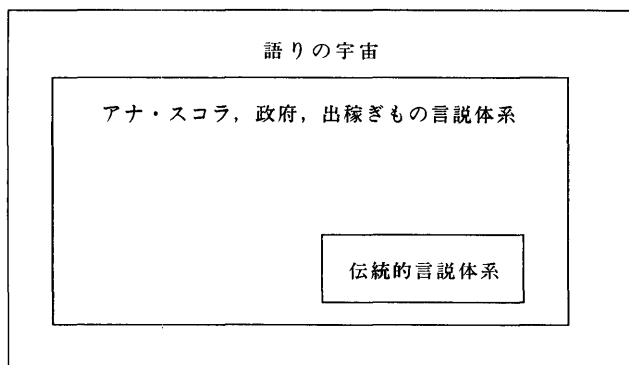 語りの宇宙
アナ・スコラ，政府，出稼ぎもの言説体系
伝統的言説体系